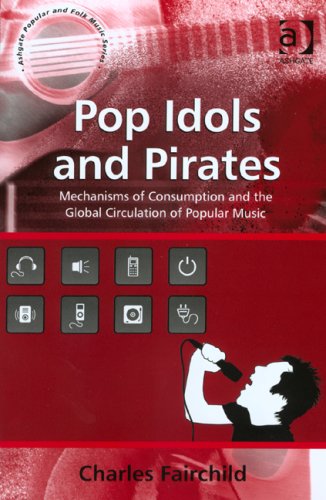 Ashgate Popular and Folk Music Series
a
ASHGATE
Pop Idols
and Pirates
Mechanisms of Consumption and the
Global Circulation of Popular Music
Charles Fairchild